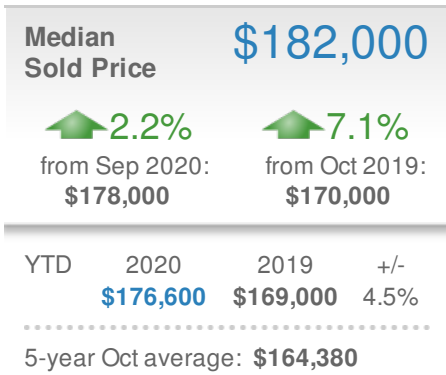 Median $182,000
Sold Price
2.2% 7.1%
from Sep 2020: from Oct 2019:
$178,000 $170,000
YTD 2020 2019 +/-
$176,600 $169,000 4.5%
5-year Oct average: $164,380